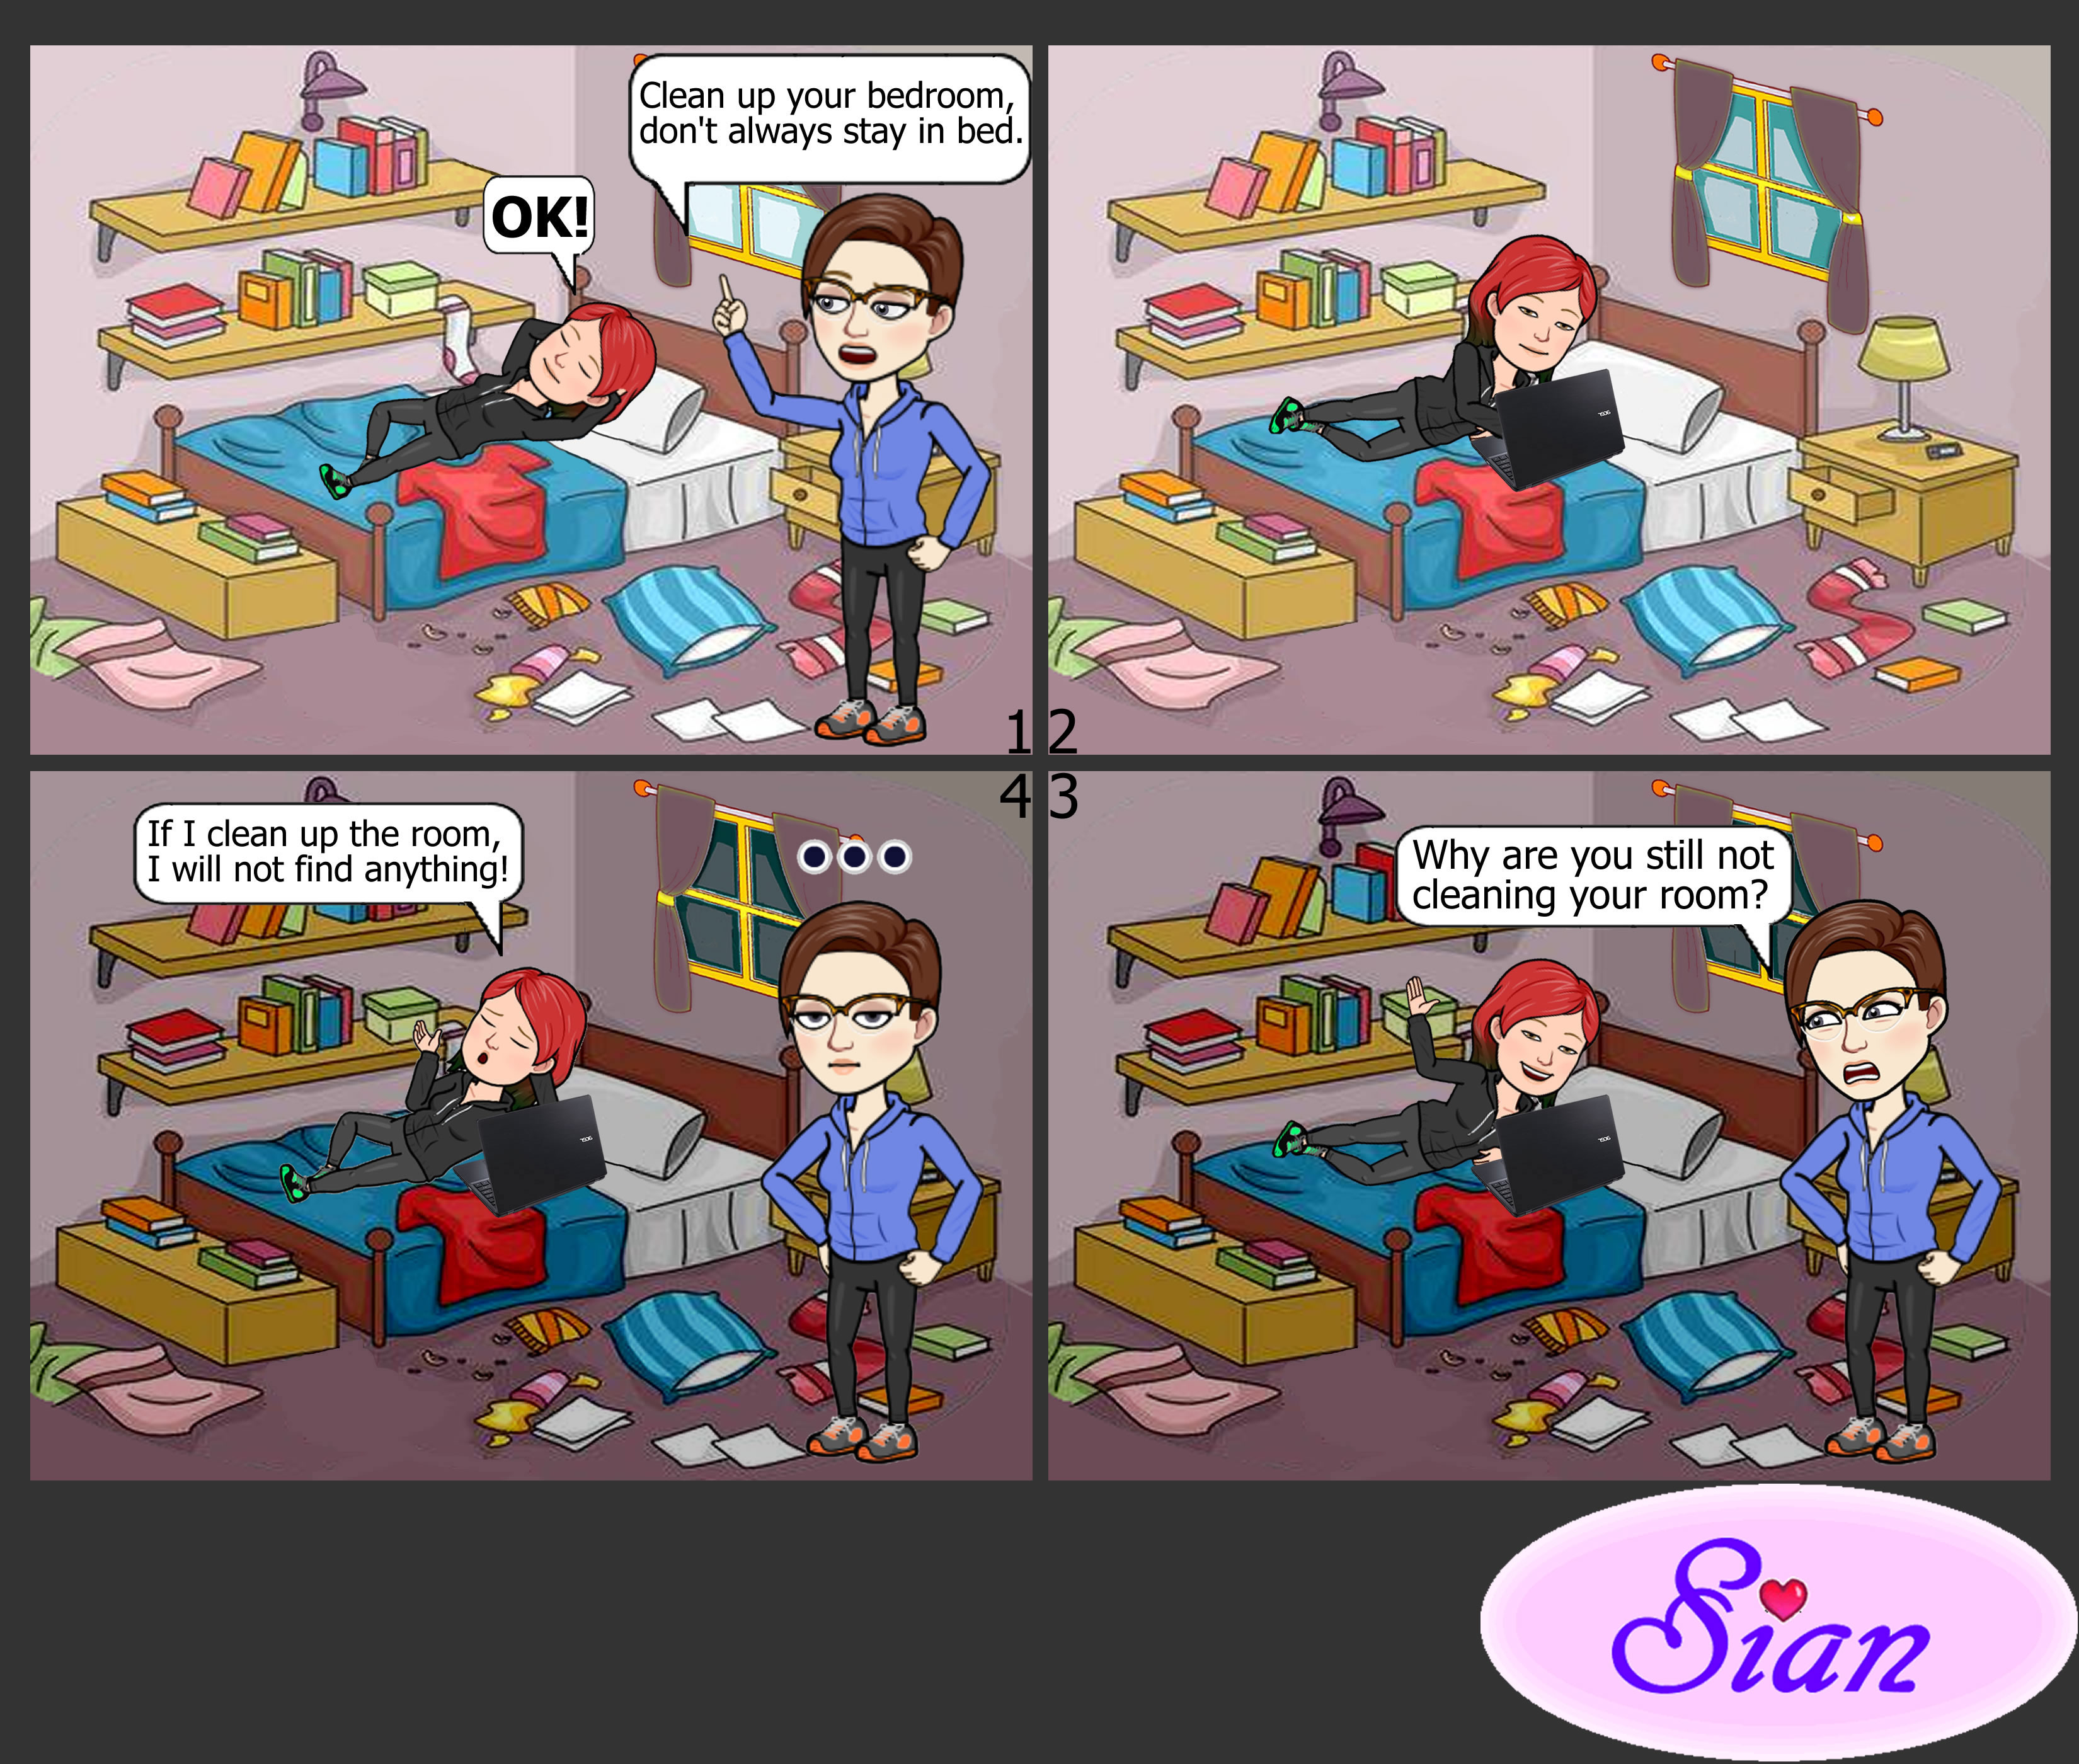 Clean up your bedroom,
don't always stay in bed.
OK!
1
2
Why are you still not
cleaning your room?
3
If I clean up the room,
I will not find anything!
4
Sian